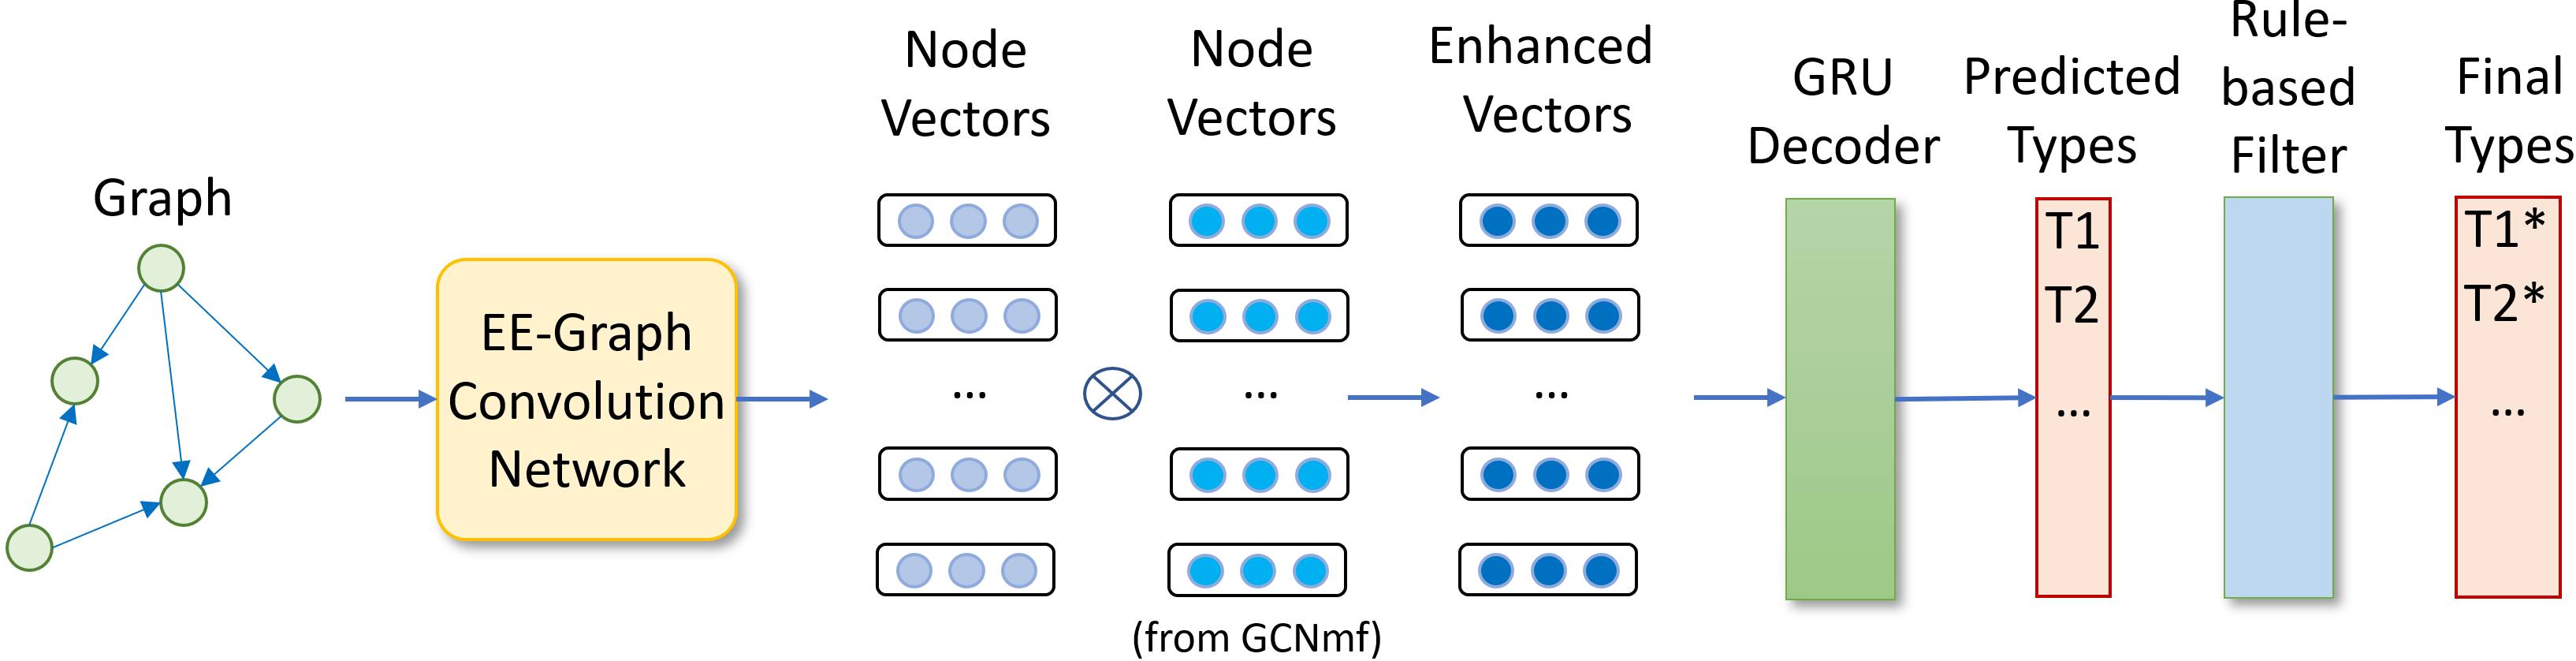 Graph
EE-Graph
Convolution
Network
Node
Vectors
...
Node
Vectors
...
(from GCNmf)
Enhanced
Vectors
...
GRU
Decoder
Predicted
Types
T1
T2
...
Rule-
based
Filter
Final
Types
T1*
T2*
...